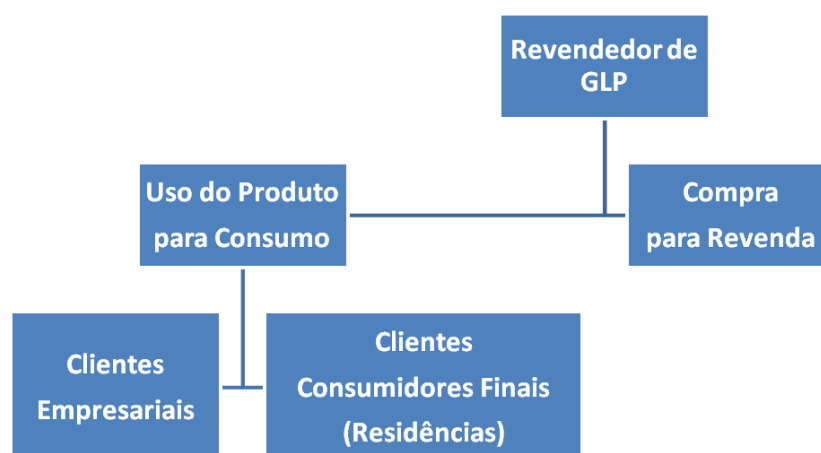 Revendedor de
GLP
Uso do Produto
para Consumo
Compra
para Revenda
Clientes
Empresariais
Clientes
Consumidores Finais
(Residências)